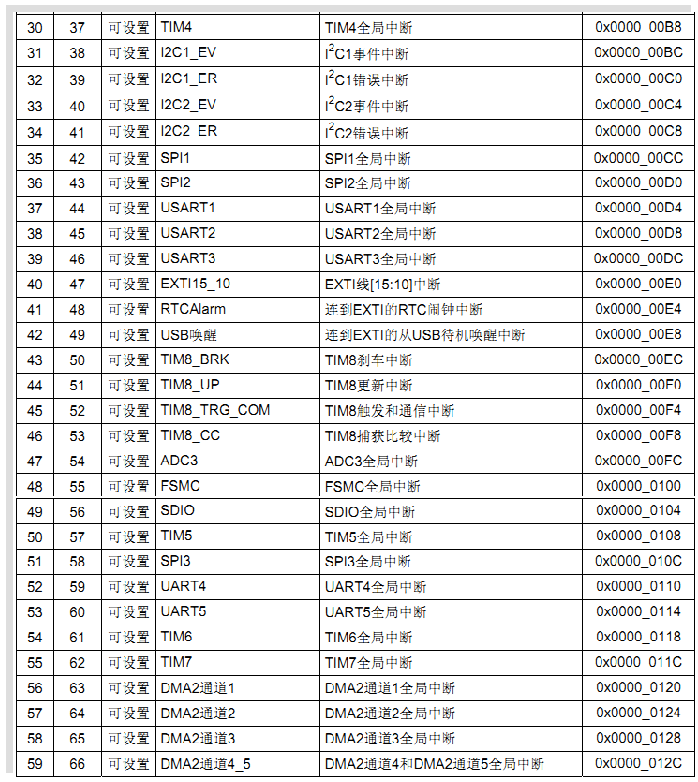 30 37 可设置 TIM4 TIM4全局中断 0x0000_00B8
31 38 可设置 I2C1_EV I²C1事件中断 0x0000_00BC
32 39 可设置 I2C1_ER I²C1错误中断 0x0000_00C0
33 40 可设置 I2C2_EV I²C2事件中断 0x0000_00C4
34 41 可设置 I2C2_ER I²C2错误中断 0x0000_00C8
35 42 可设置 SPI1 SPI1全局中断 0x0000_00CC
36 43 可设置 SPI2 SPI2全局中断 0x0000_00D0
37 44 可设置 USART1 USART1全局中断 0x0000_00D4
38 45 可设置 USART2 USART2全局中断 0x0000_00D8
39 46 可设置 USART3 USART3全局中断 0x0000_00DC
40 47 可设置 EXTI15_10 EXTI线[15:10]中断 0x0000_00E0
41 48 可设置 RTCAlarm 连到EXTI的RTC闹钟中断 0x0000_00E4
42 49 可设置 USB唤醒 连到EXTI的从USB待机唤醒中断 0x0000_00E8
43 50 可设置 TIM8_BRK TIM8刹车中断 0x0000_00EC
44 51 可设置 TIM8_UP TIM8更新中断 0x0000_00F0
45 52 可设置 TIM8_TRG_COM TIM8触发和通信中断 0x0000_00F4
46 53 可设置 TIM8_CC TIM8捕获比较中断 0x0000_00F8
47 54 可设置 ADC3 ADC3全局中断 0x0000_00FC
48 55 可设置 FSMC FSMC全局中断 0x0000_0100
49 56 可设置 SDIO SDIO全局中断 0x0000_0104
50 57 可设置 TIM5 TIM5全局中断 0x0000_0108
51 58 可设置 SPI3 SPI3全局中断 0x0000_010C
52 59 可设置 UART4 UART4全局中断 0x0000_0110
53 60 可设置 UART5 UART5全局中断 0x0000_0114
54 61 可设置 TIM6 TIM6全局中断 0x0000_0118
55 62 可设置 TIM7 TIM7全局中断 0x0000_011C
56 63 可设置 DMA2通道1 DMA2通道1全局中断 0x0000_0120
57 64 可设置 DMA2通道2 DMA2通道2全局中断 0x0000_0124
58 65 可设置 DMA2通道3 DMA2通道3全局中断 0x0000_0128
59 66 可设置 DMA2通道4_5 DMA2通道4和DMA2通道5全局中断 0x0000_012C